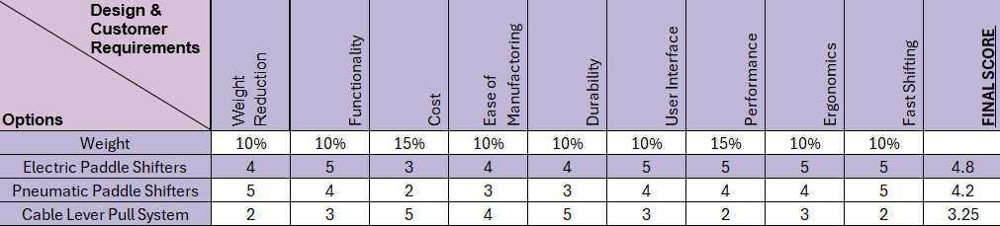 Design &
Customer
Requirements
Options
Weight
Reduction
Functionality
Cost
Ease of
Manufactoring
Durability
User Interface
Performance
Ergonomics
Fast Shifting
FINAL SCORE
Weight 10% 10% 15% 10% 10% 10% 15% 10% 10%
Electric Paddle Shifters 4 5 3 4 4 5 5 5 5 4.8
Pneumatic Paddle Shifters 5 4 2 3 3 4 4 4 5 4.2
Cable Lever Pull System 2 3 5 4 5 3 2 3 2 3.25